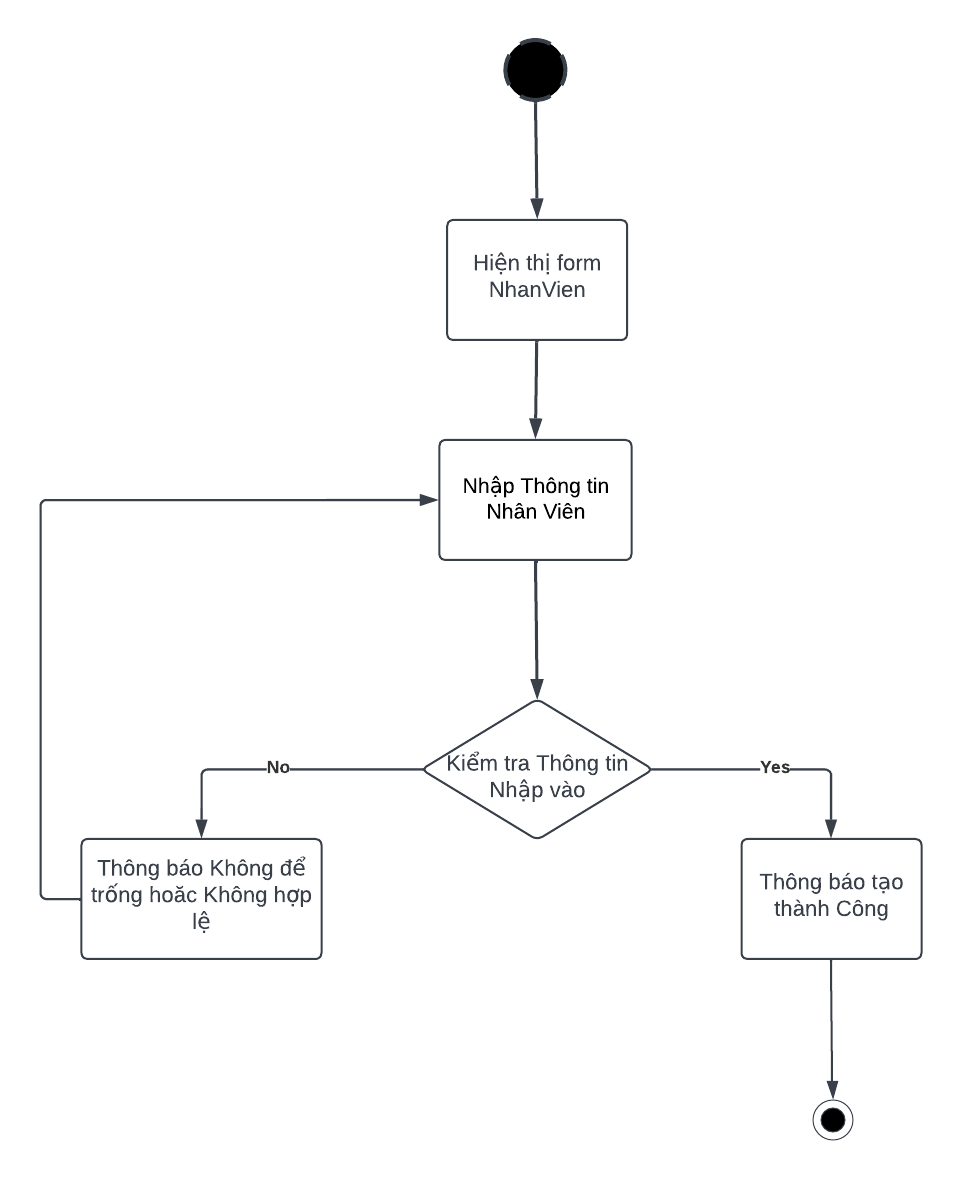 Hiện thị form
NhanVien
Nhập Thông tin
Nhân Viên
Kiểm tra Thông tin
Nhập vào
No
Yes
Thông báo Không để
trống hoăc Không hợp
lệ
Thông báo tạo
thành Công